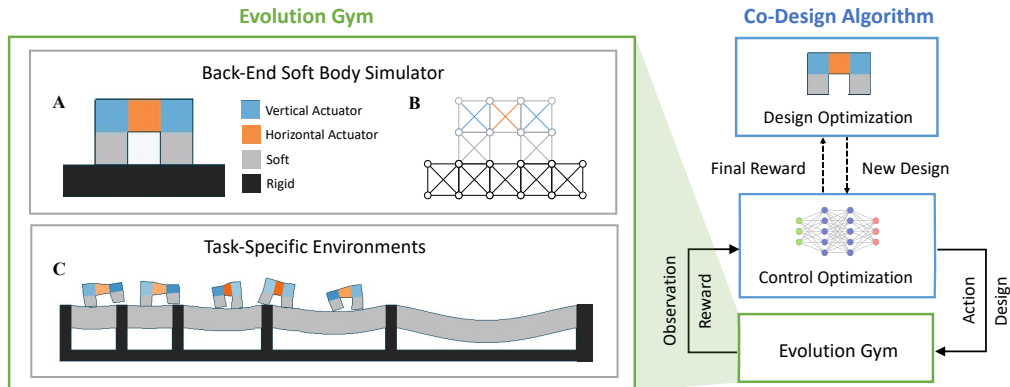 Evolution Gym
Back-End Soft Body Simulator
A
Vertical Actuator
Horizontal Actuator
Soft
Rigid
B
Task-Specific Environments
C
Co-Design Algorithm
Design Optimization
Final Reward
New Design
Control Optimization
Observation
Reward
Action
Design
Evolution Gym